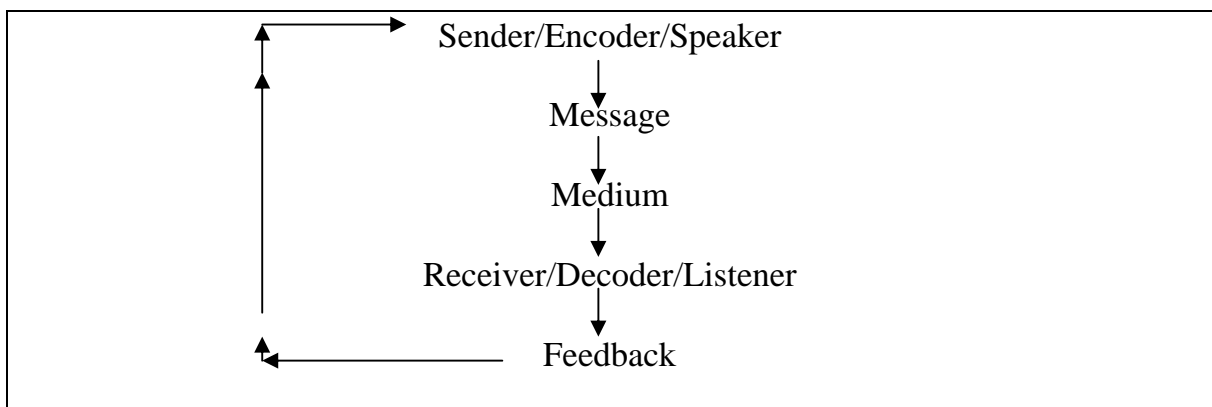 Sender/Encoder/Speaker
Message
Medium
Receiver/Decoder/Listener
Feedback